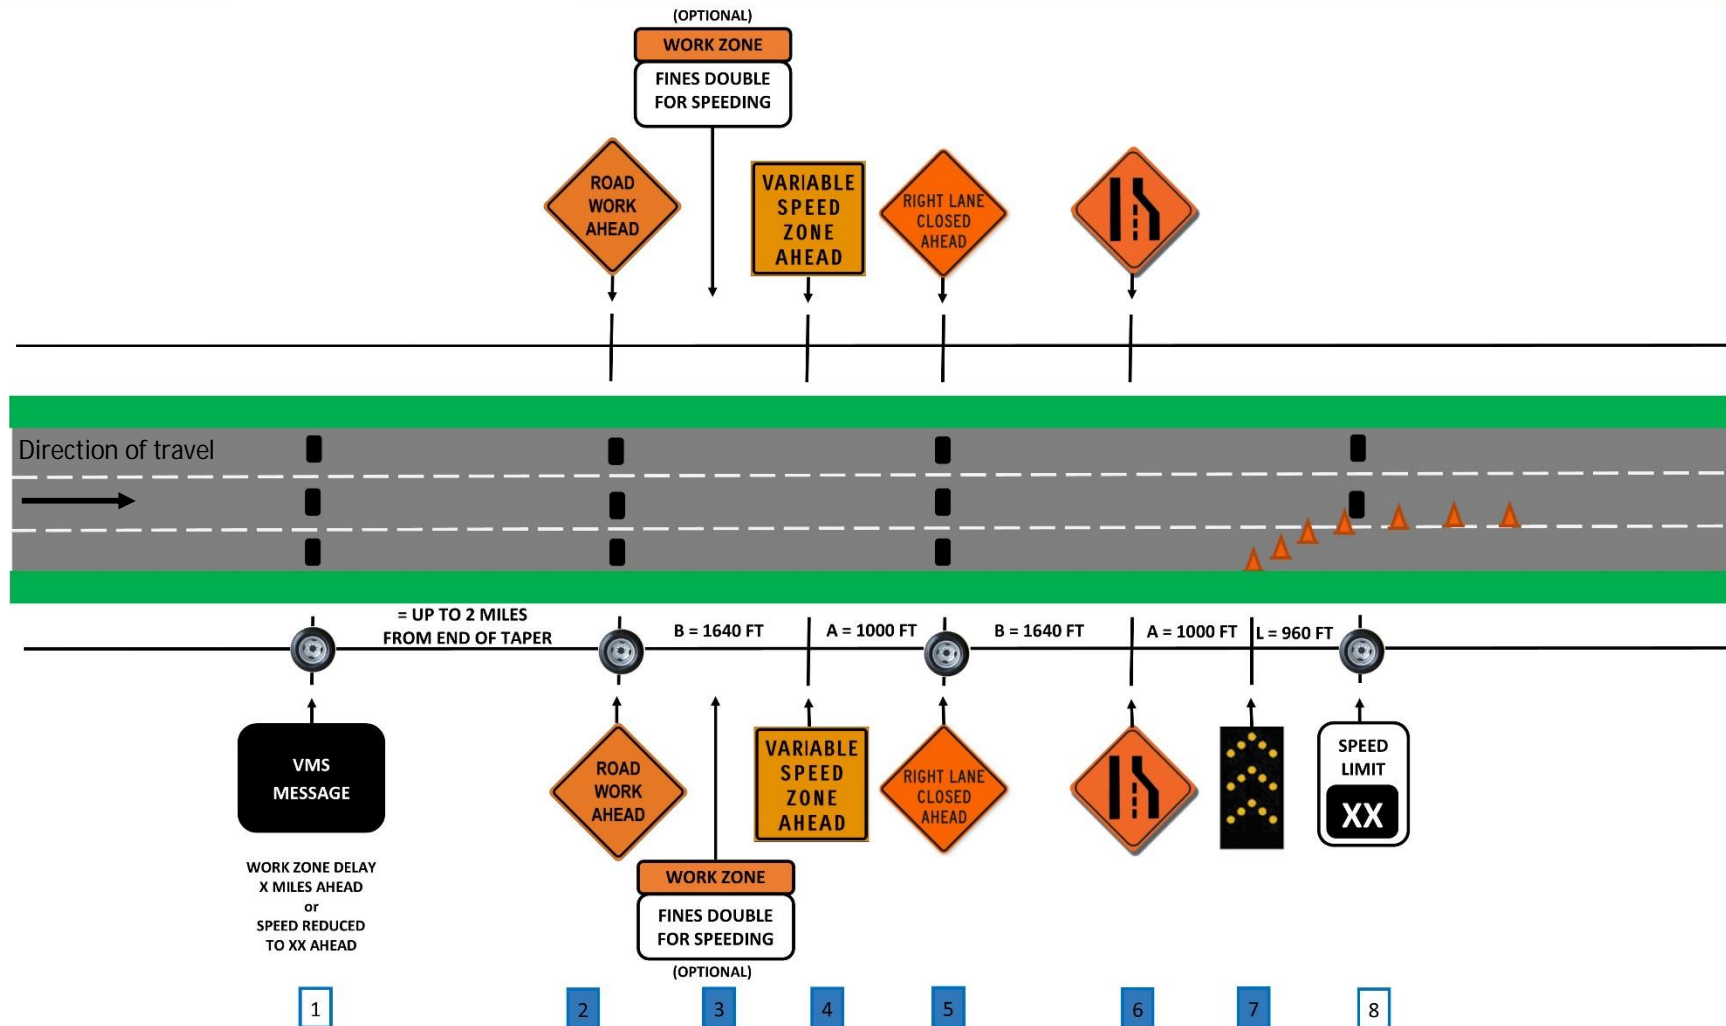 (OPTIONAL)
WORK ZONE
FINES DOUBLE
FOR SPEEDING
ROAD
WORK
AHEAD
VARIABLE
SPEED
ZONE
AHEAD
RIGHT LANE
CLOSED
AHEAD
Direction of travel
= UP TO 2 MILES
FROM END OF TAPER
B = 1640 FT
A = 1000 FT
B = 1640 FT
A = 1000 FT
L = 960 FT
VMS
MESSAGE
WORK ZONE DELAY
X MILES AHEAD
or
SPEED REDUCED
TO XX AHEAD
ROAD
WORK
AHEAD
WORK ZONE
FINES DOUBLE
FOR SPEEDING
(OPTIONAL)
VARIABLE
SPEED
ZONE
AHEAD
RIGHT LANE
CLOSED
AHEAD
SPEED
LIMIT
XX
1
2
3
4
5
6
7
8